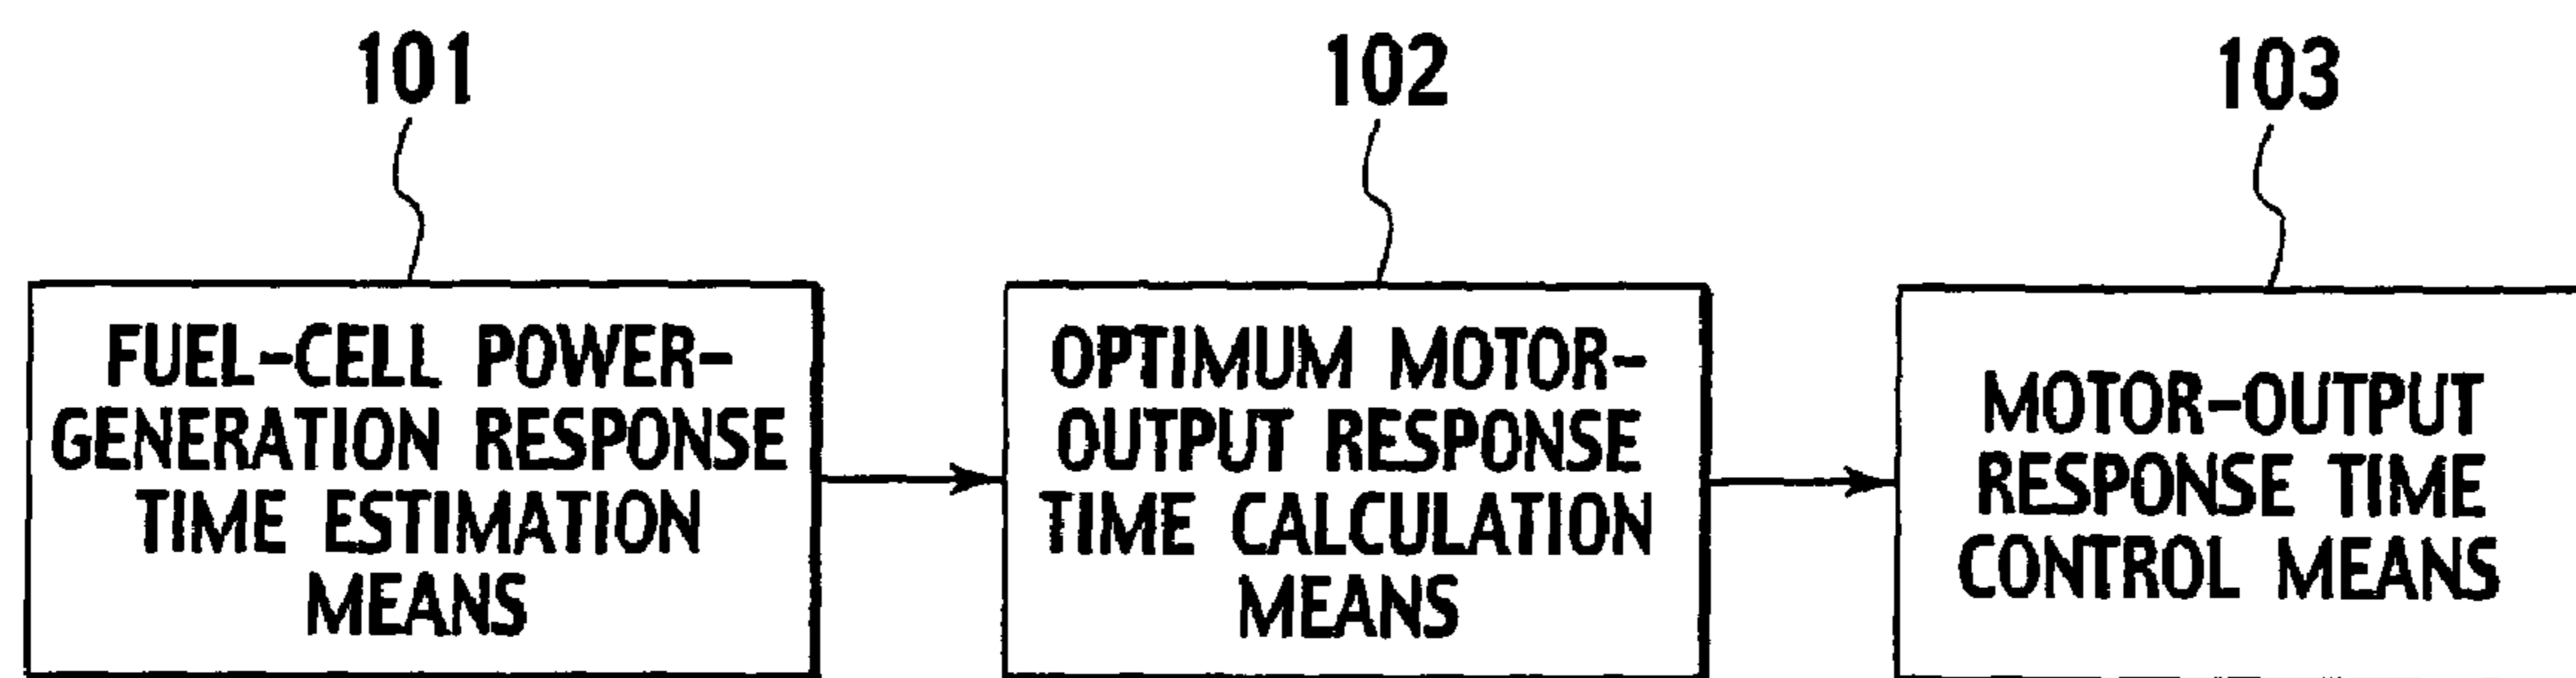 101
102
103
FUEL-CELL POWER-
GENERATION RESPONSE
TIME ESTIMATION
MEANS
OPTIMUM MOTOR-
OUTPUT RESPONSE
TIME CALCULATION
MEANS
MOTOR-OUTPUT
RESPONSE TIME
CONTROL MEANS